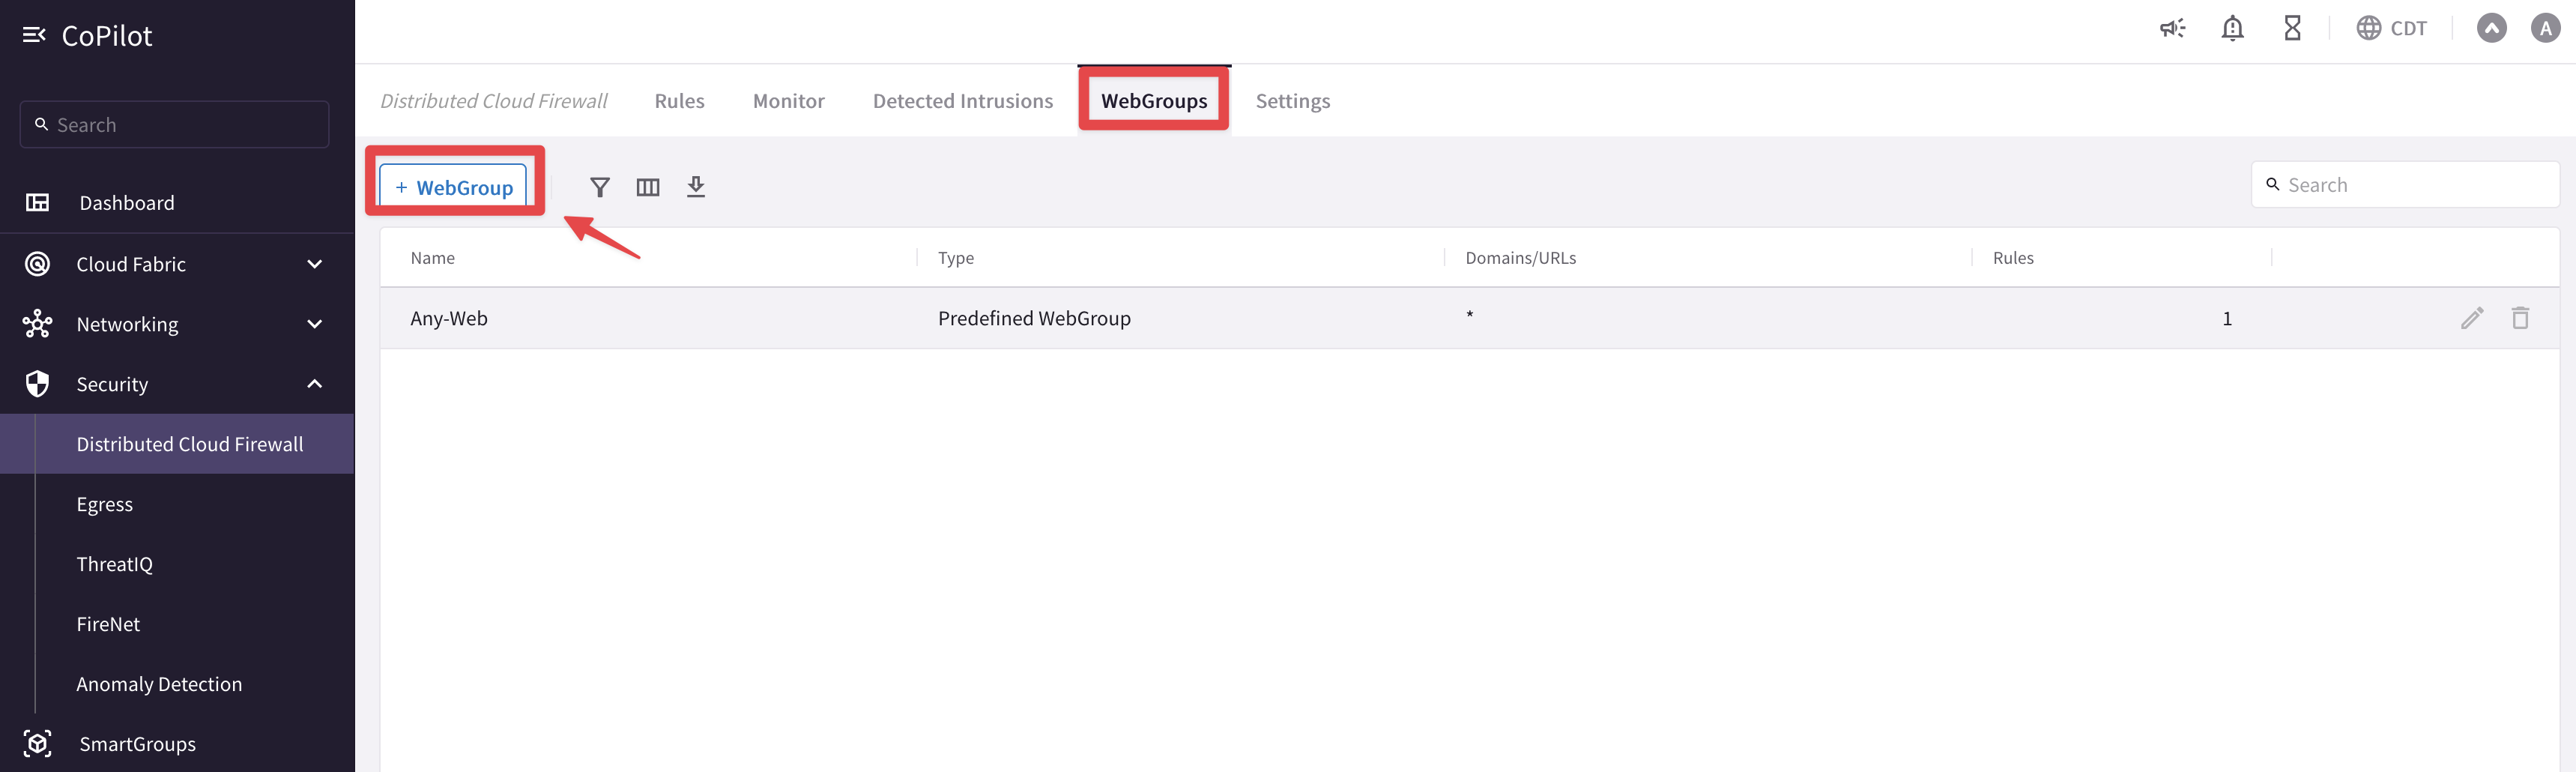 CoPilot
CDT
A
Search
Distributed Cloud Firewall
Rules
Monitor
Detected Intrusions
WebGroups
Settings
+ WebGroup
Search
Dashboard
Cloud Fabric
Networking
Security
Distributed Cloud Firewall
Egress
ThreatIQ
FireNet
Anomaly Detection
SmartGroups
Name Type Domains/URLs Rules
Any-Web Predefined WebGroup * 1